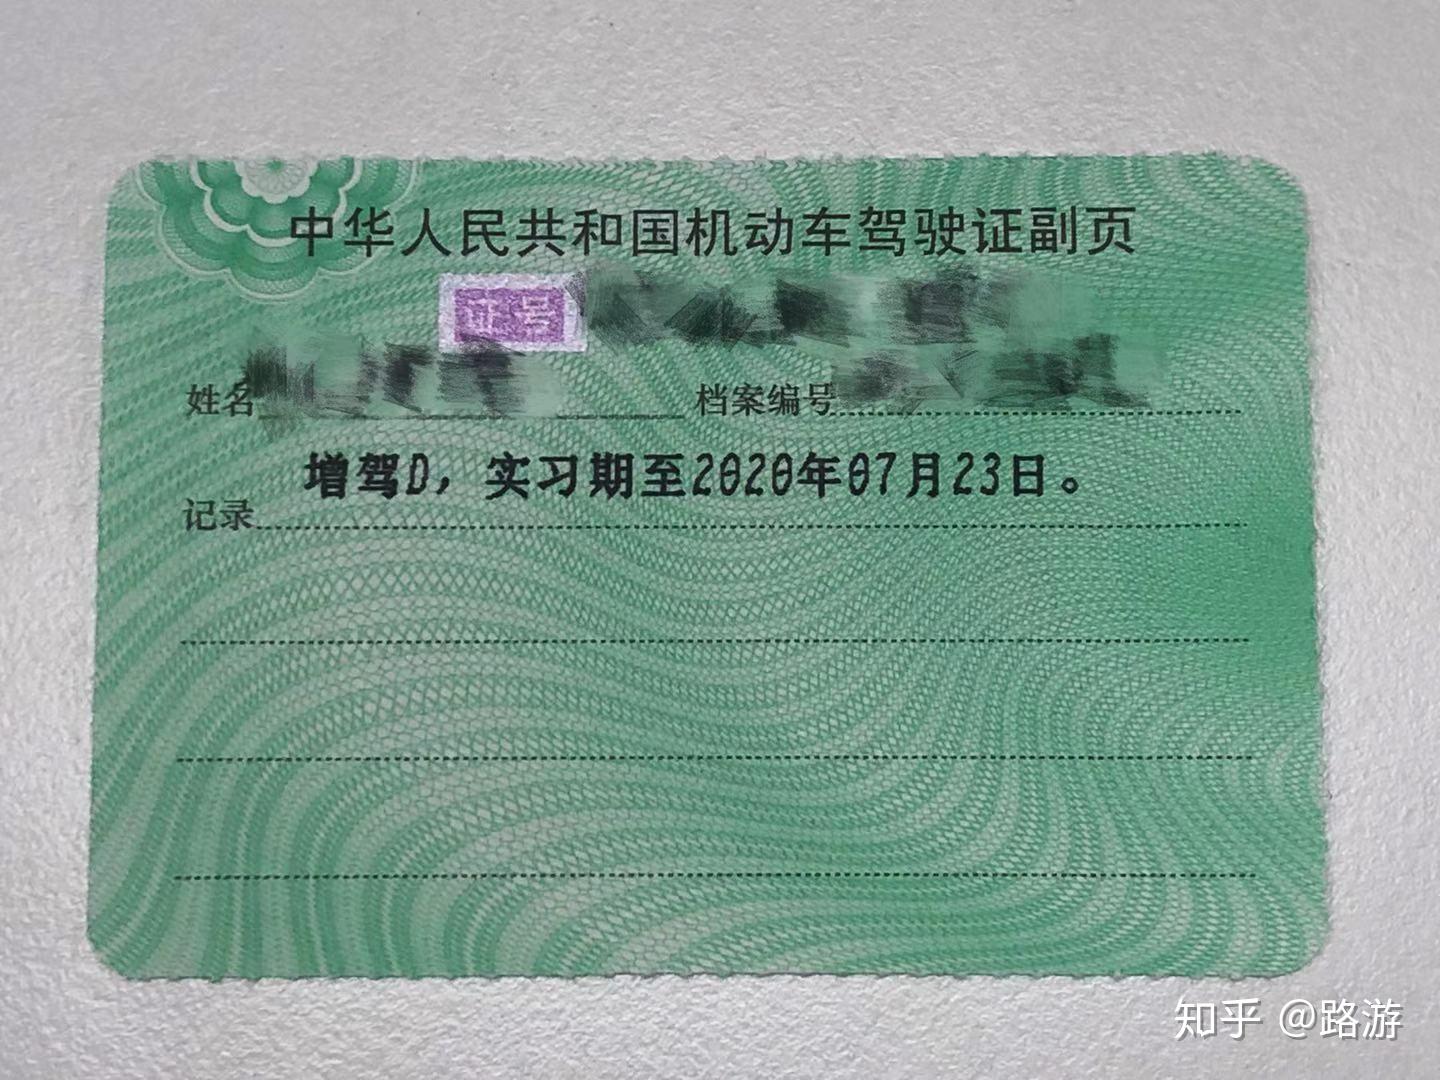 中华人民共和国机动车驾驶证副页
证号
姓名 档案编号
增驾D，实习期至2020年07月23日。
记录
知乎 @路游